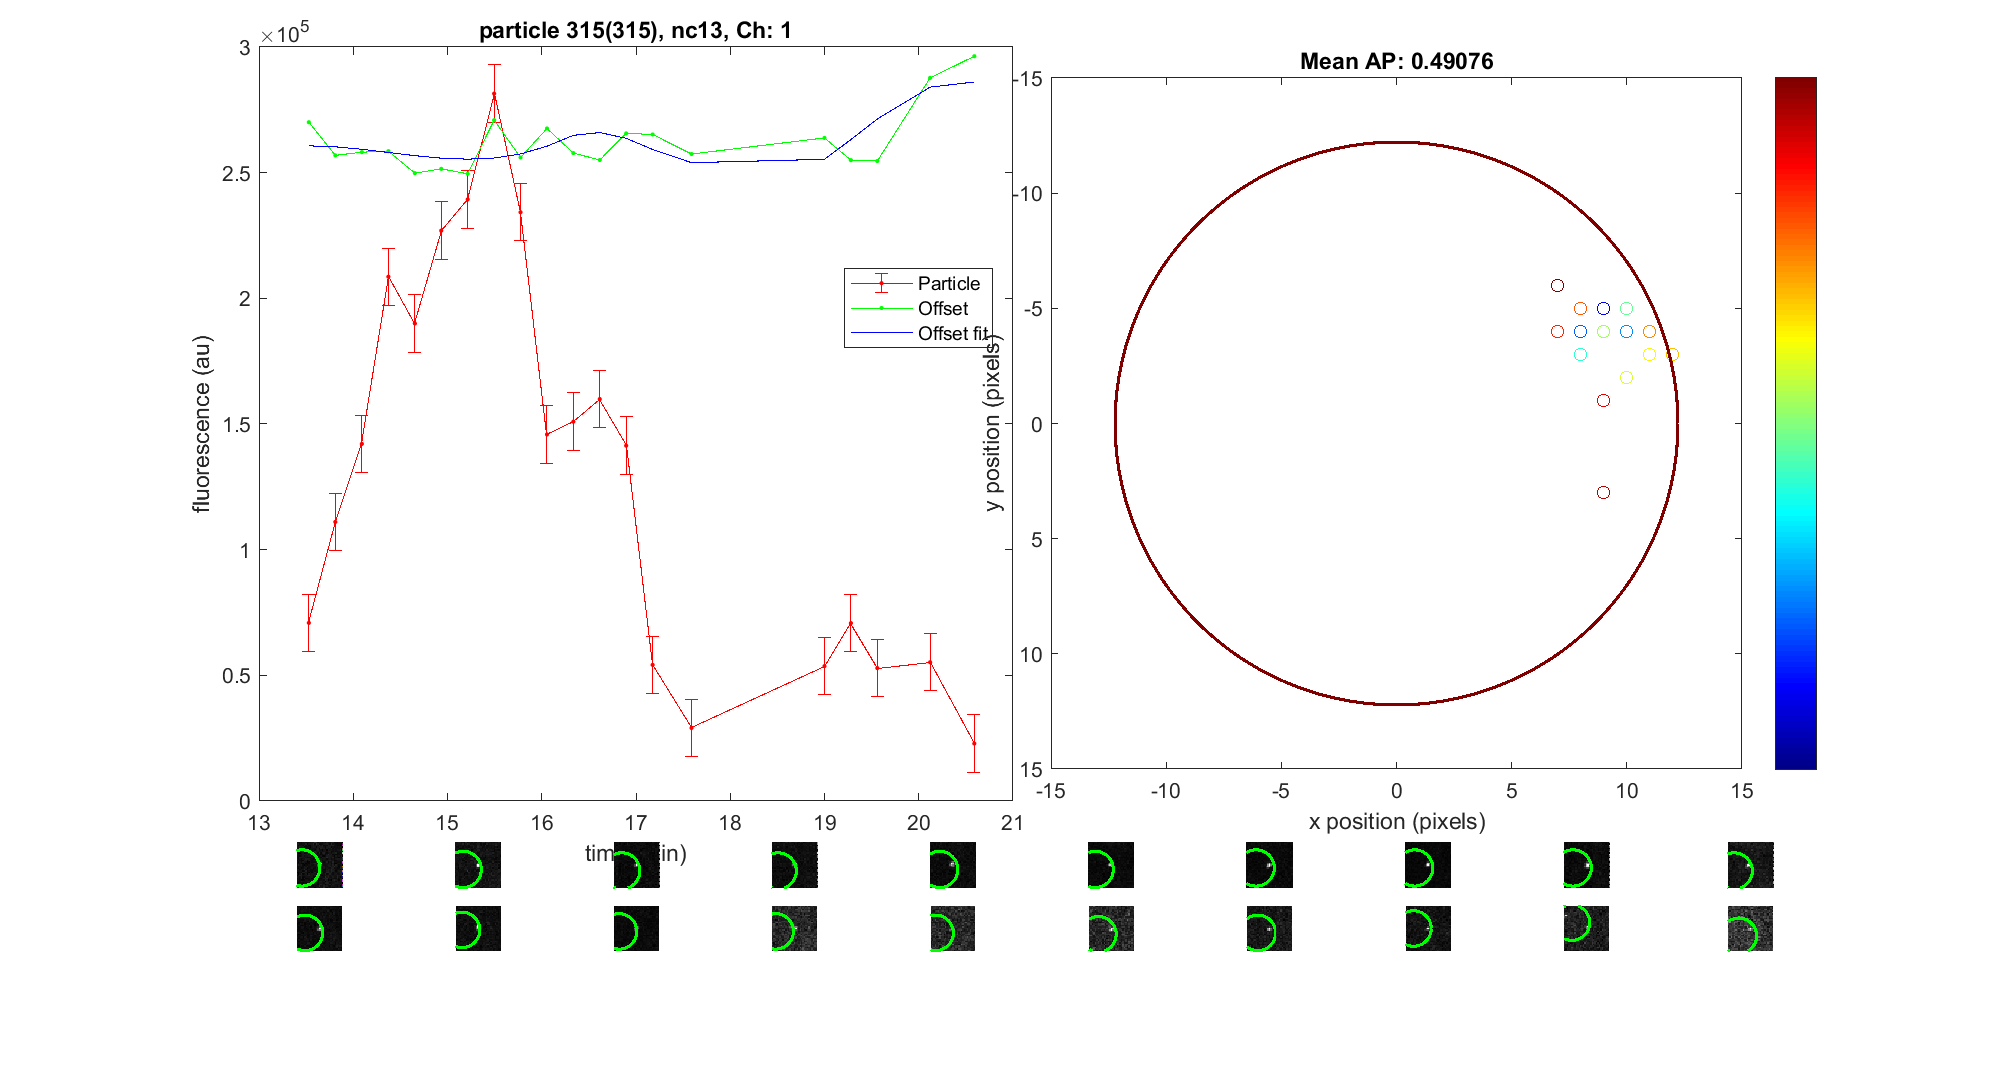 particle 315(315), nc13, Ch: 1
×10⁵
3
2.5
2
1.5
1
0.5
0
fluorescence (au)
13 14 15 16 17 18 19 20 21
Particle
Offset
Offset fit
Mean AP: 0.49076
-15
-10
-5
0
5
10
15
y position (pixels)
-15 -10 -5 0 5 10 15
x position (pixels)